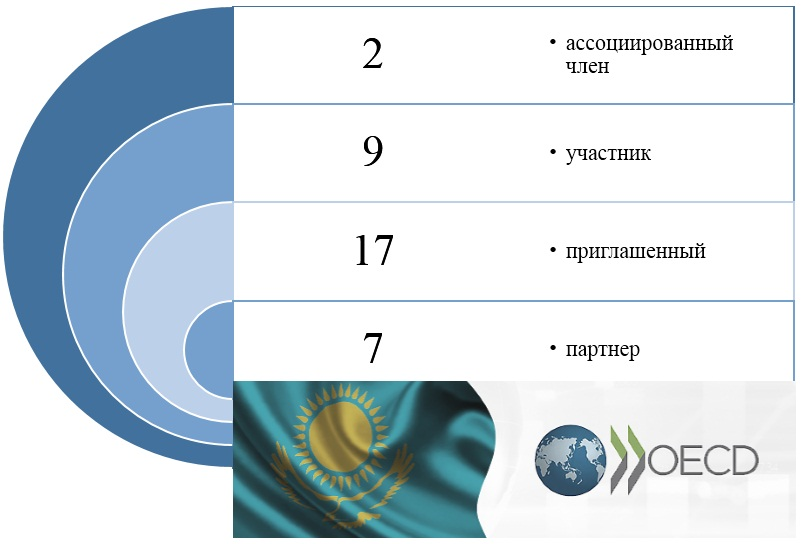 2
ассоциированный
член
9
участник
17
приглашенный
7
партнер
OECD